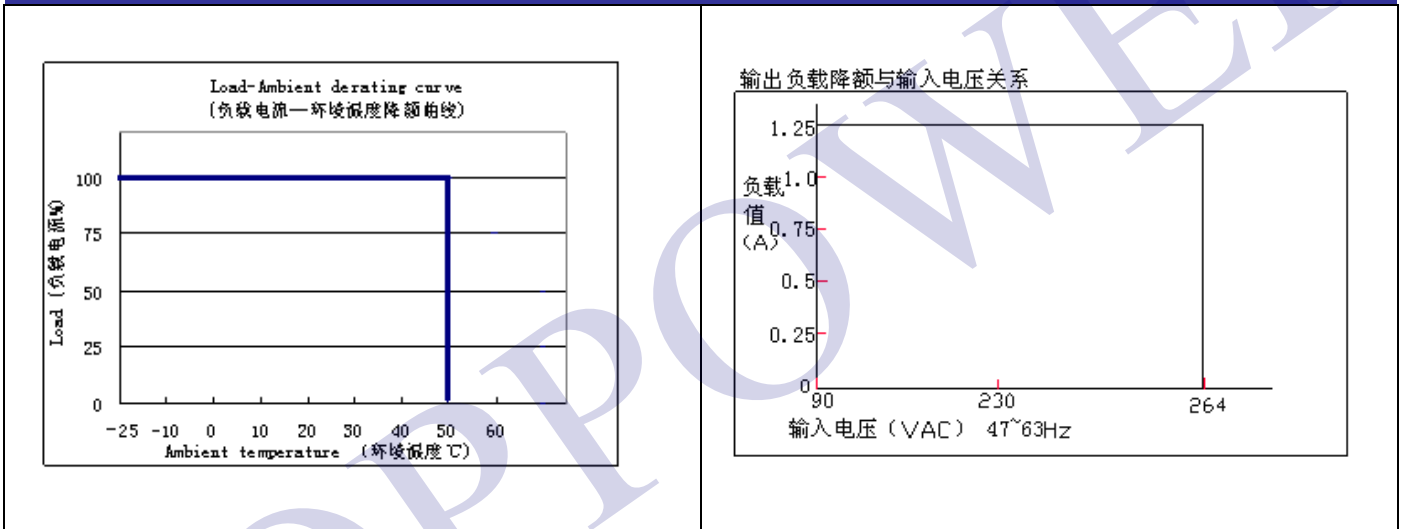 Load-Ambient derating curve
(负载电流—环境温度降额曲线)
100
75
50
25
0
Load (负载电流%)
-25 -10 0 10 20 30 40 50 60
Ambient temperature (环境温度℃)
输出负载降额与输入电压关系
1.25
1.0
0.75
0.5
0.25
0
负载
值
(A)
90 230 264
输入电压(VAC) 47~63Hz
OPPOWER